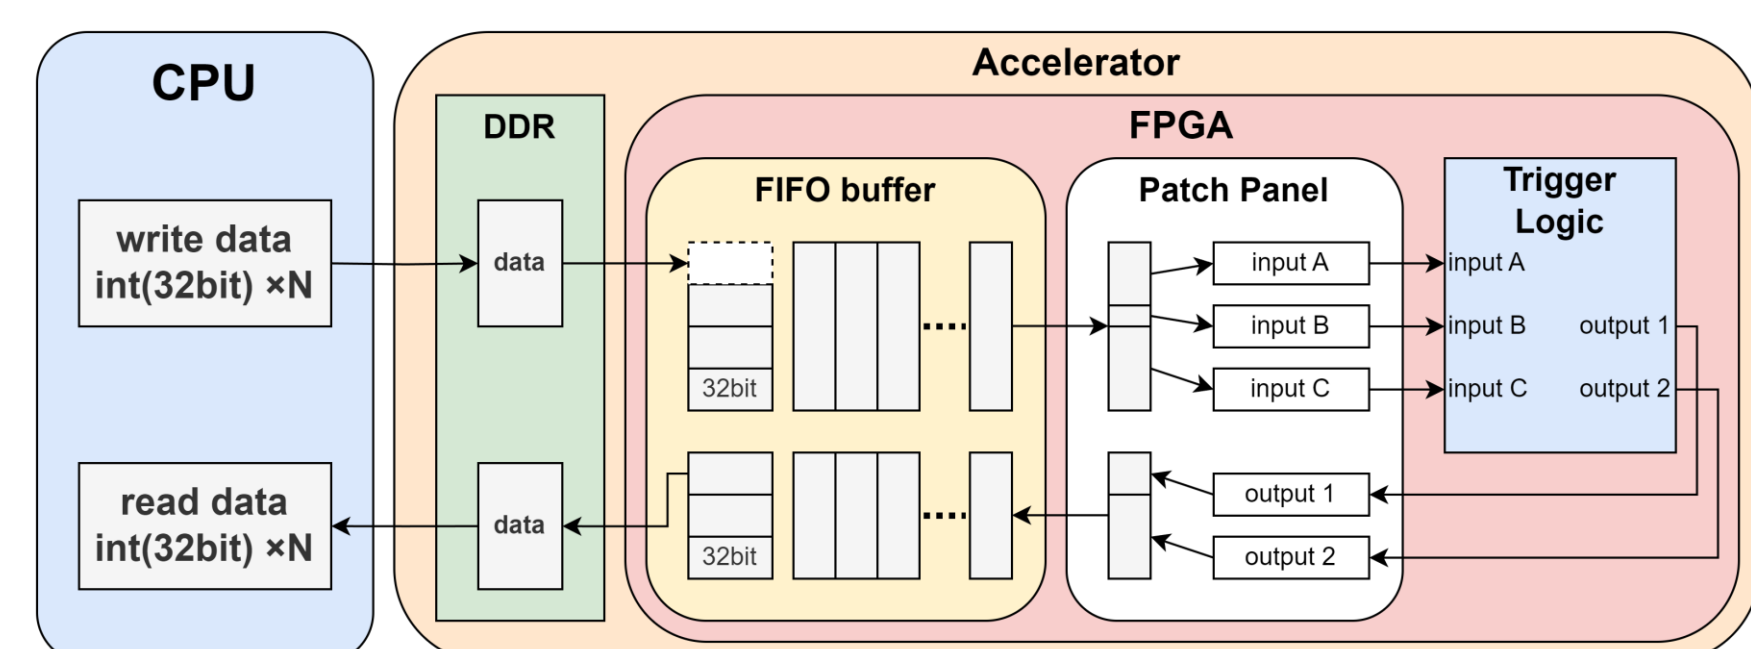 CPU
write data
int(32bit) ×N
read data
int(32bit) ×N
Accelerator
DDR
data
data
FPGA
FIFO buffer
32bit
32bit
Patch Panel
input A
input B
input C
output 1
output 2
Trigger
Logic
input A
input B
input C
output 1
output 2